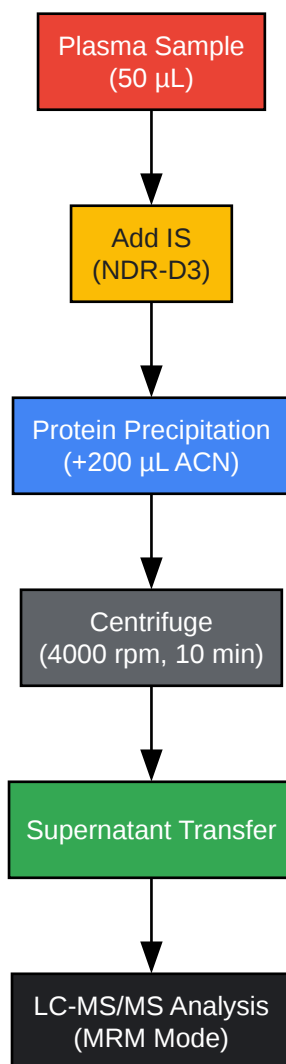 Plasma Sample
(50 µL)
Add IS
(NDR-D3)
Protein Precipitation
(+200 µL ACN)
Centrifuge
(4000 rpm, 10 min)
Supernatant Transfer
LC-MS/MS Analysis
(MRM Mode)